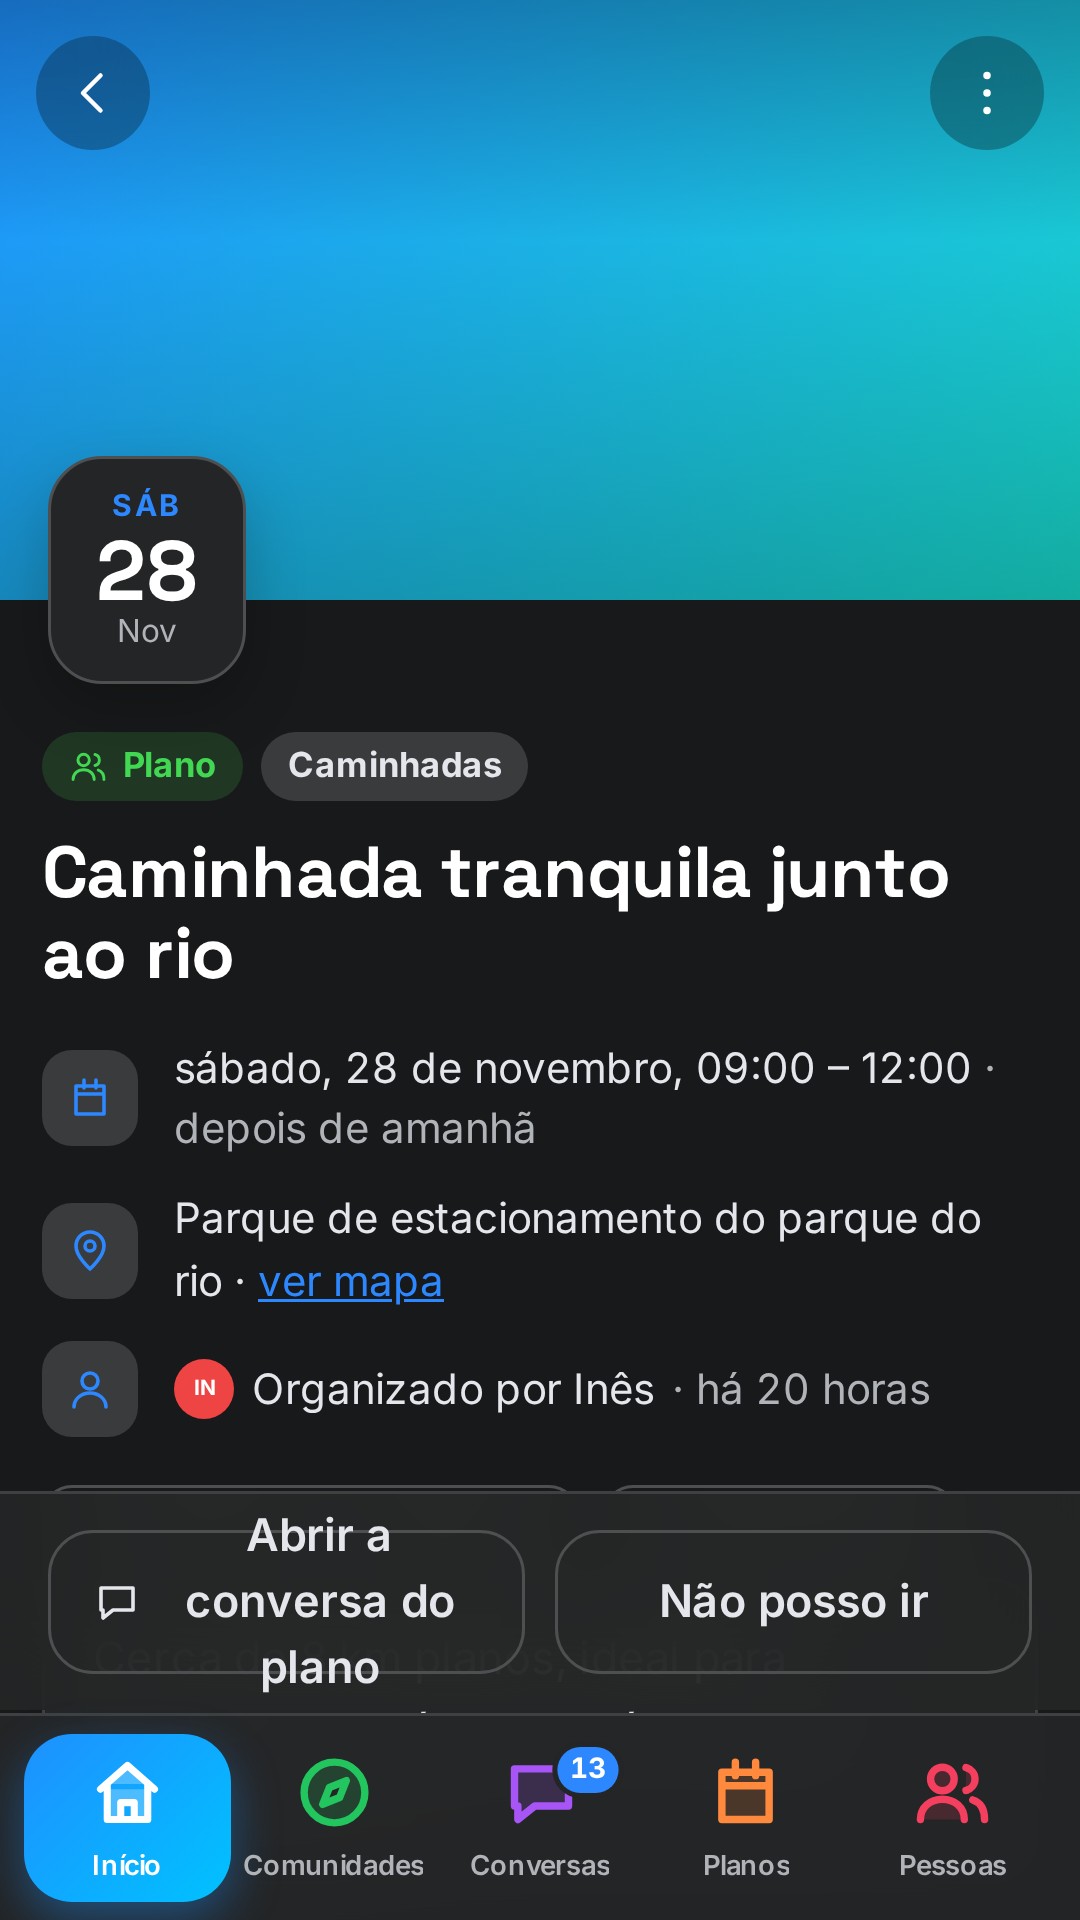 SÁB
28
Nov
Plano
Caminhadas
Caminhada tranquila junto
ao rio
sábado, 28 de novembro, 09:00 – 12:00 ·
depois de amanhã
Parque de estacionamento do parque do
rio · ver mapa
IN
Organizado por Inês · há 20 horas
Abrir a
conversa do
plano
Não posso ir
13
Início
Comunidades
Conversas
Planos
Pessoas